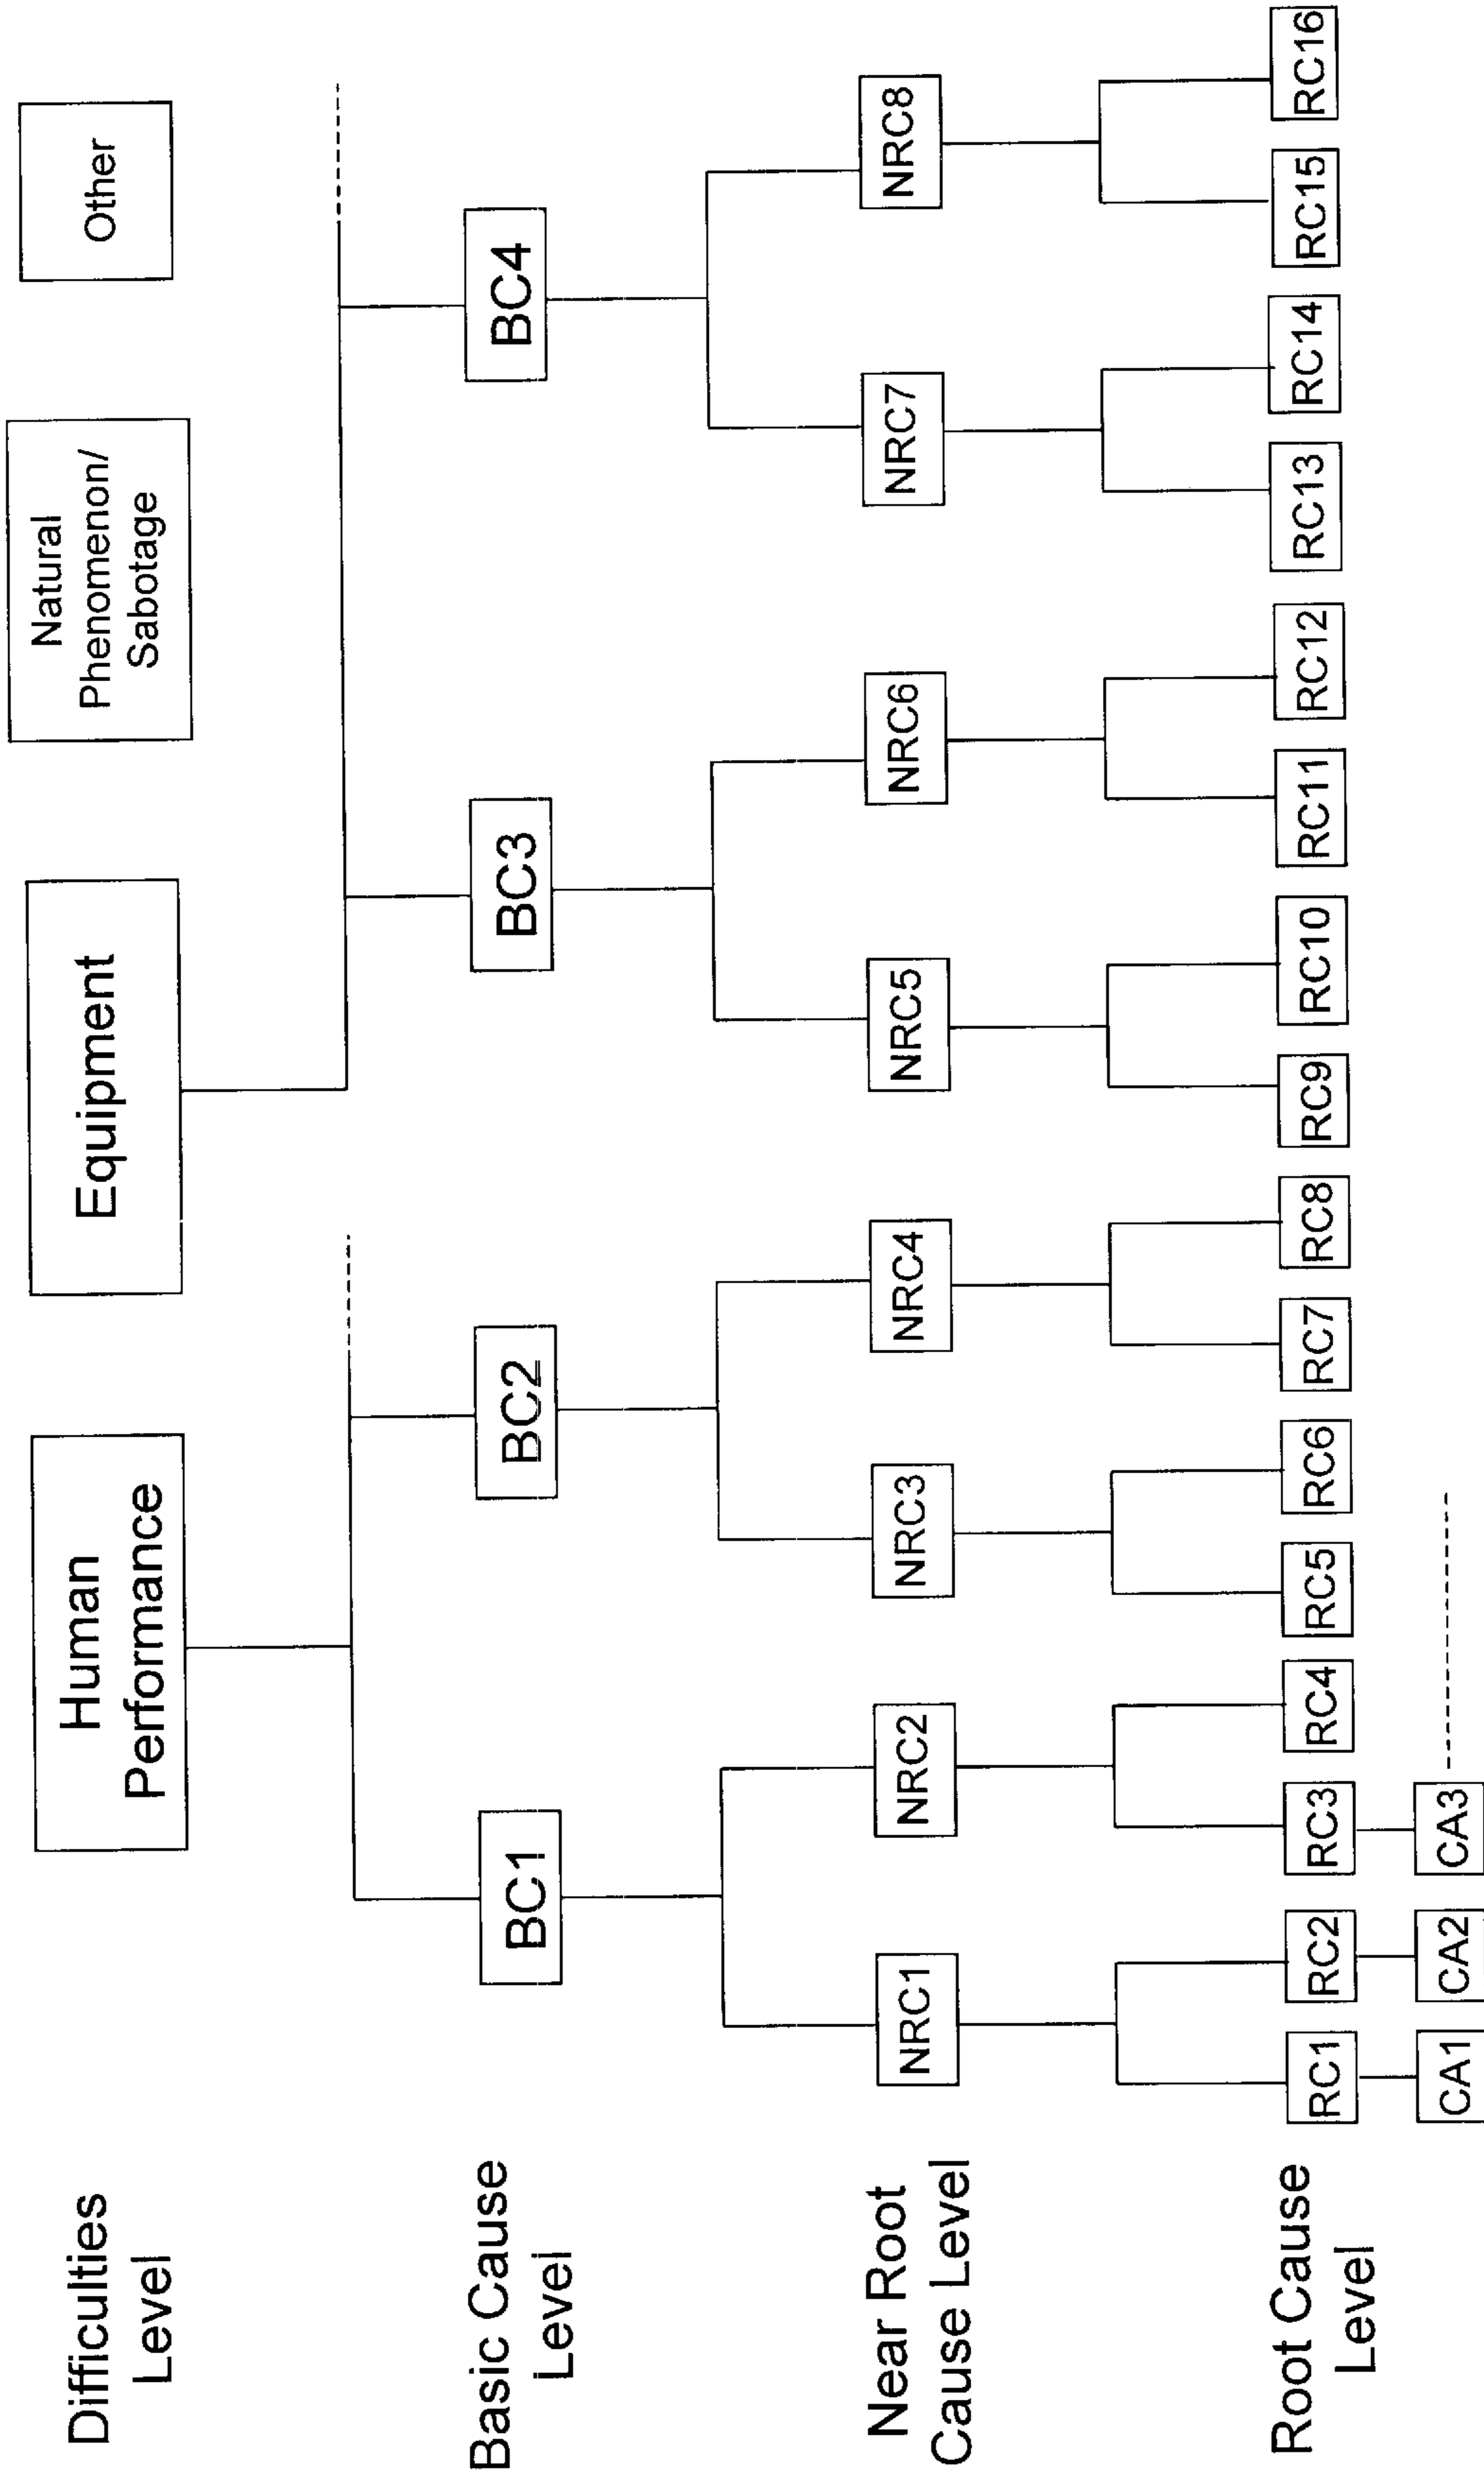 Difficulties
Level
Human
Performance
Equipment
Natural
Phenomenon/
Sabotage
Other
Basic Cause
Level
BC1
BC2
BC3
BC4
Near Root
Cause Level
NRC1
NRC2
NRC3
NRC4
NRC5
NRC6
NRC7
NRC8
Root Cause
Level
RC1
RC2
RC3
RC4
RC5
RC6
RC7
RC8
RC9
RC10
RC11
RC12
RC13
RC14
RC15
RC16
CA1
CA2
CA3